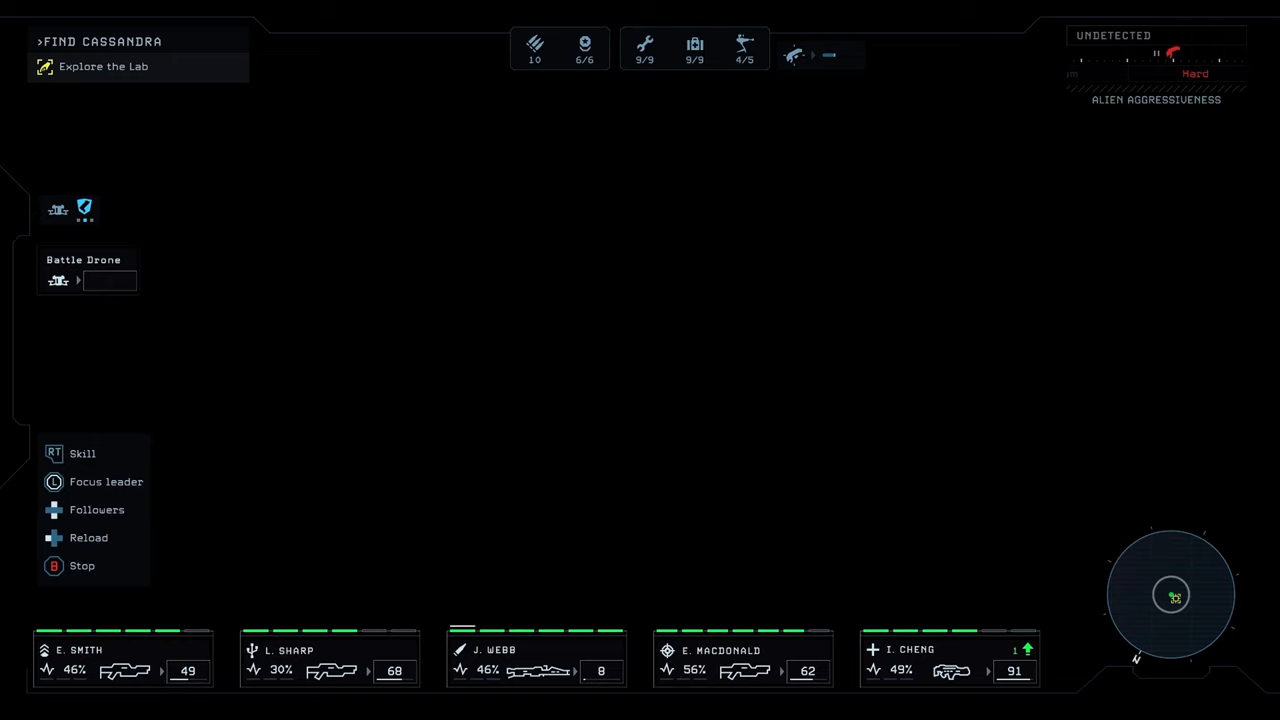 >FIND CASSANDRA
Explore the Lab
10
6/6
9/9
9/9
4/5
UNDETECTED
Hard
ALIEN AGGRESSIVENESS
Battle Drone
RT Skill
L Focus leader
Followers
Reload
B Stop
N
E. SMITH
46%
49
L. SHARP
30%
68
J. WEBB
46%
8
E. MACDONALD
56%
62
I. CHENG
1
49%
91